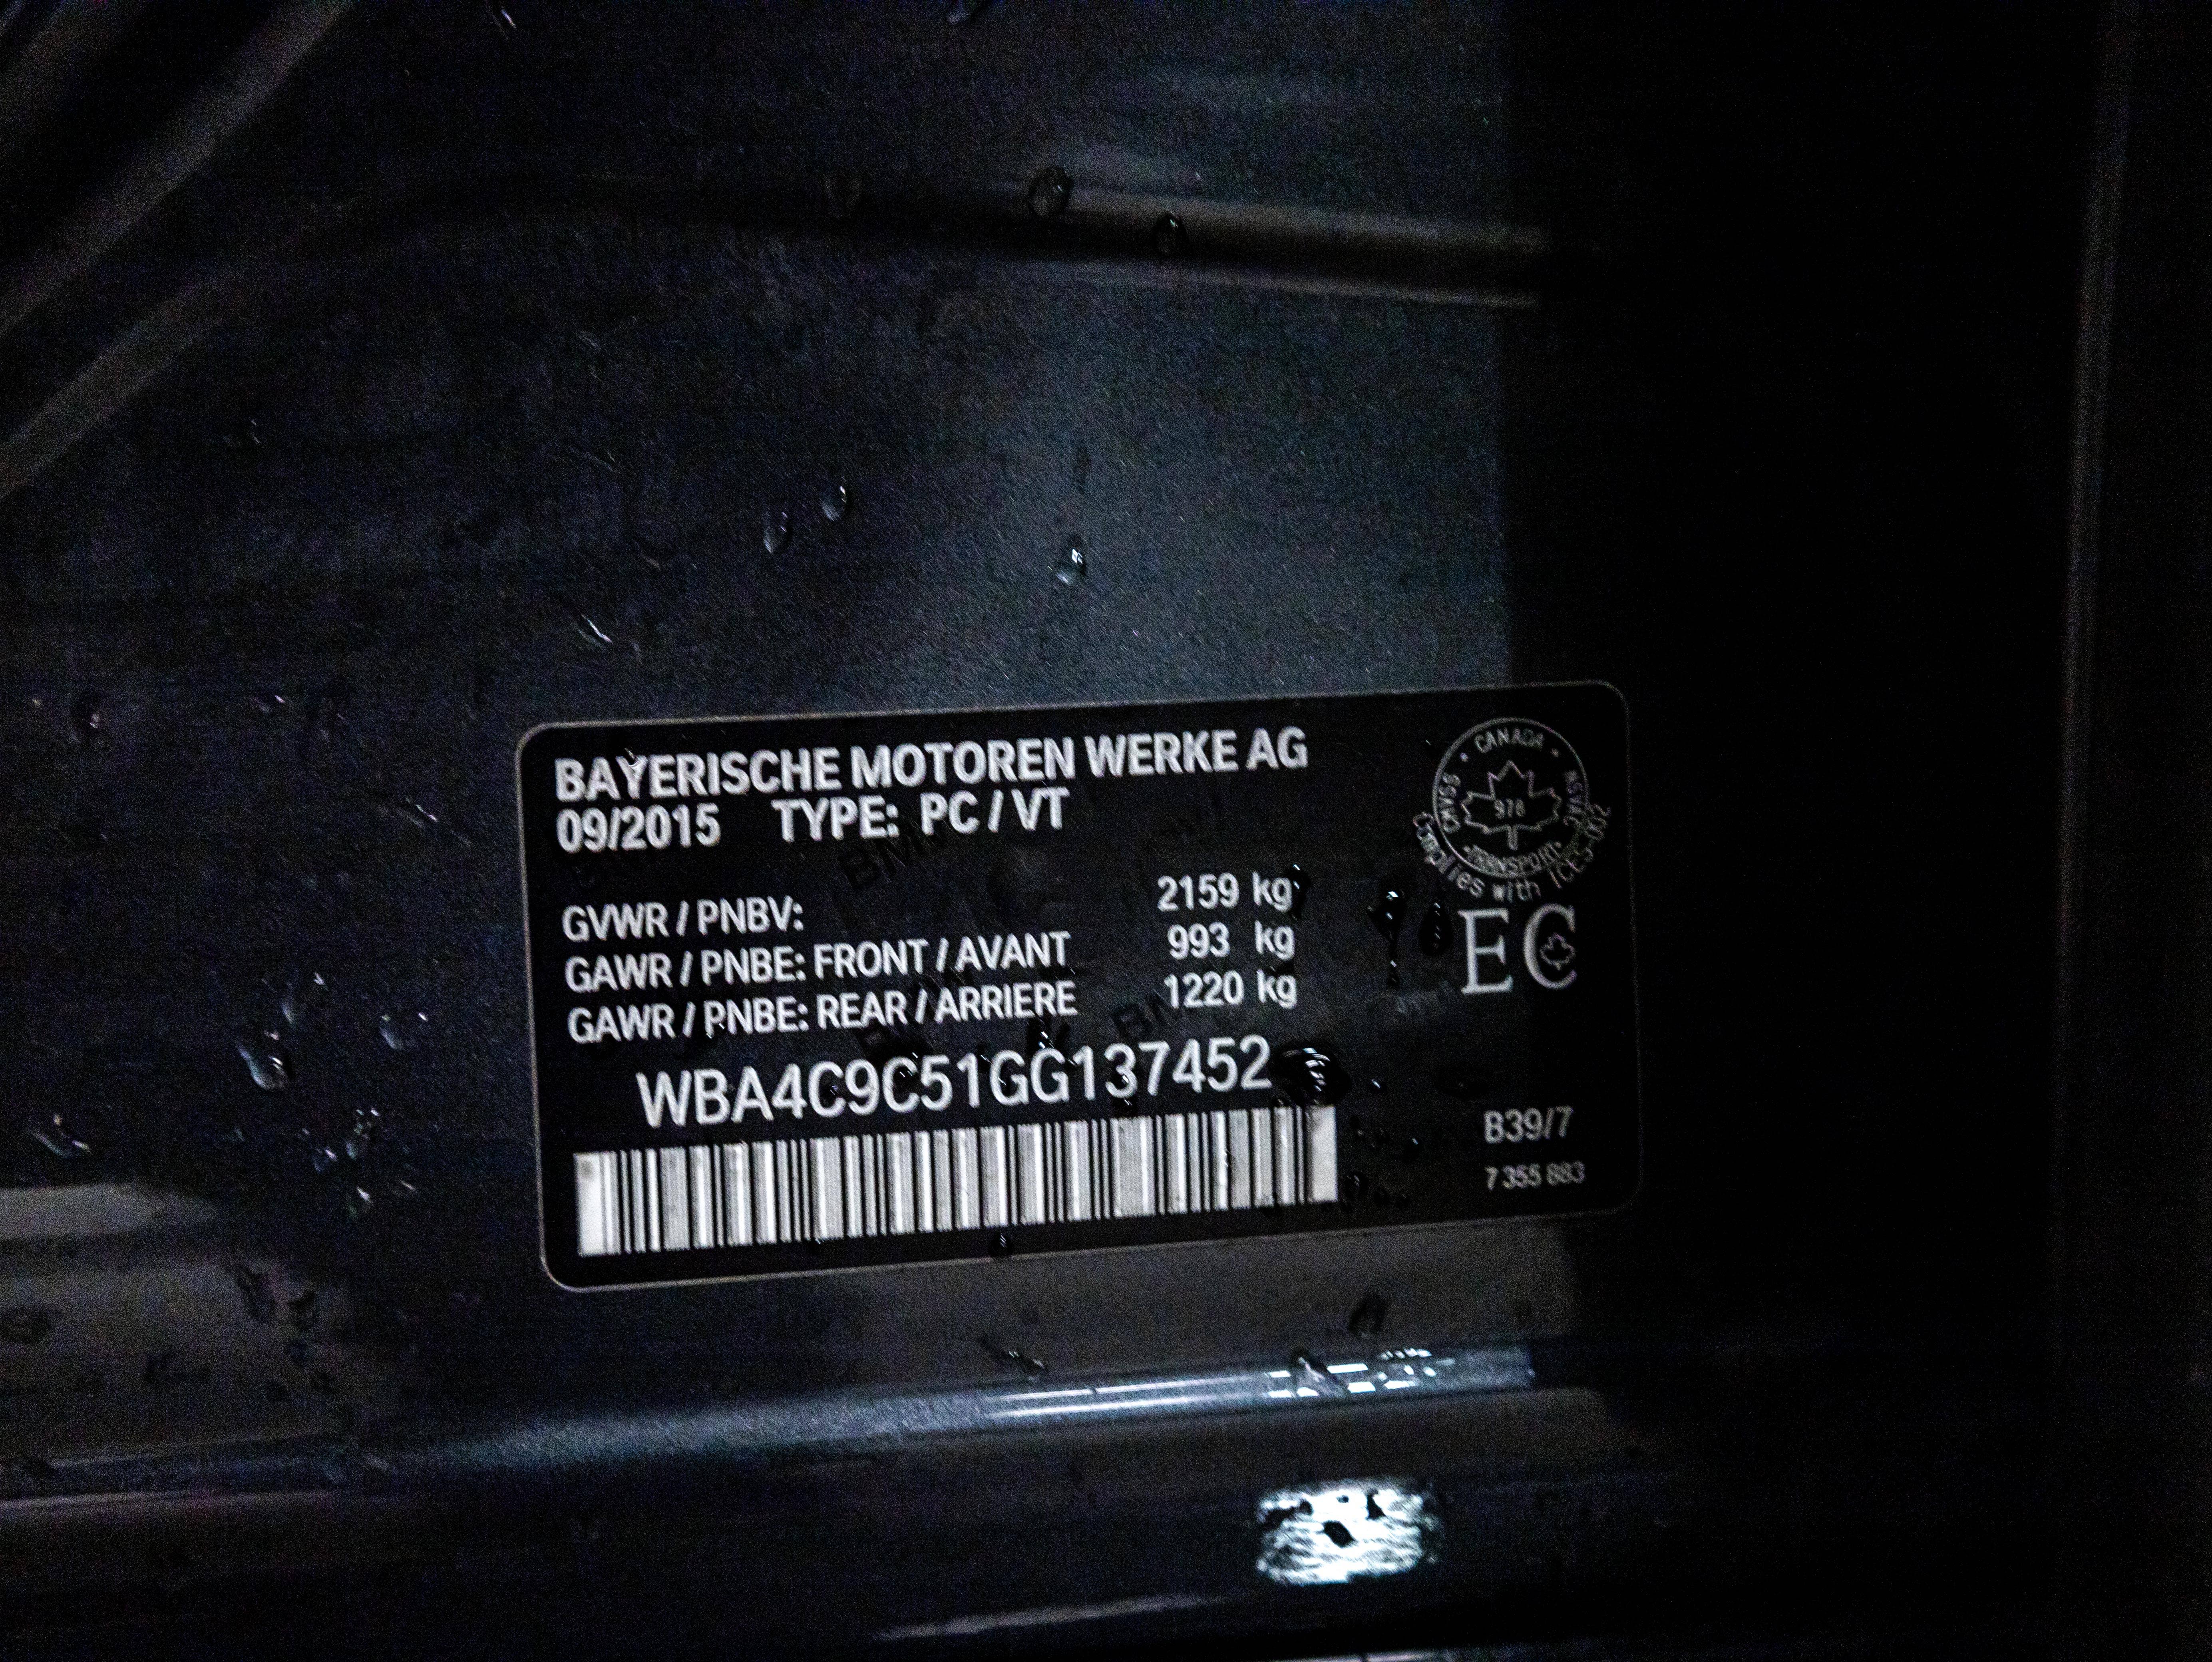 BAYERISCHE MOTOREN WERKE AG
09/2015 TYPE: PC / VT
GVWR / PNBV: 2159 kg
GAWR / PNBE: FRONT / AVANT 993 kg
GAWR / PNBE: REAR / ARRIERE 1220 kg
WBA4C9C51GG137452
CANADA
CMVSS
NSVAC
978
TRANSPORT
Complies with ICES-002
EC
B39/7
7 355 883